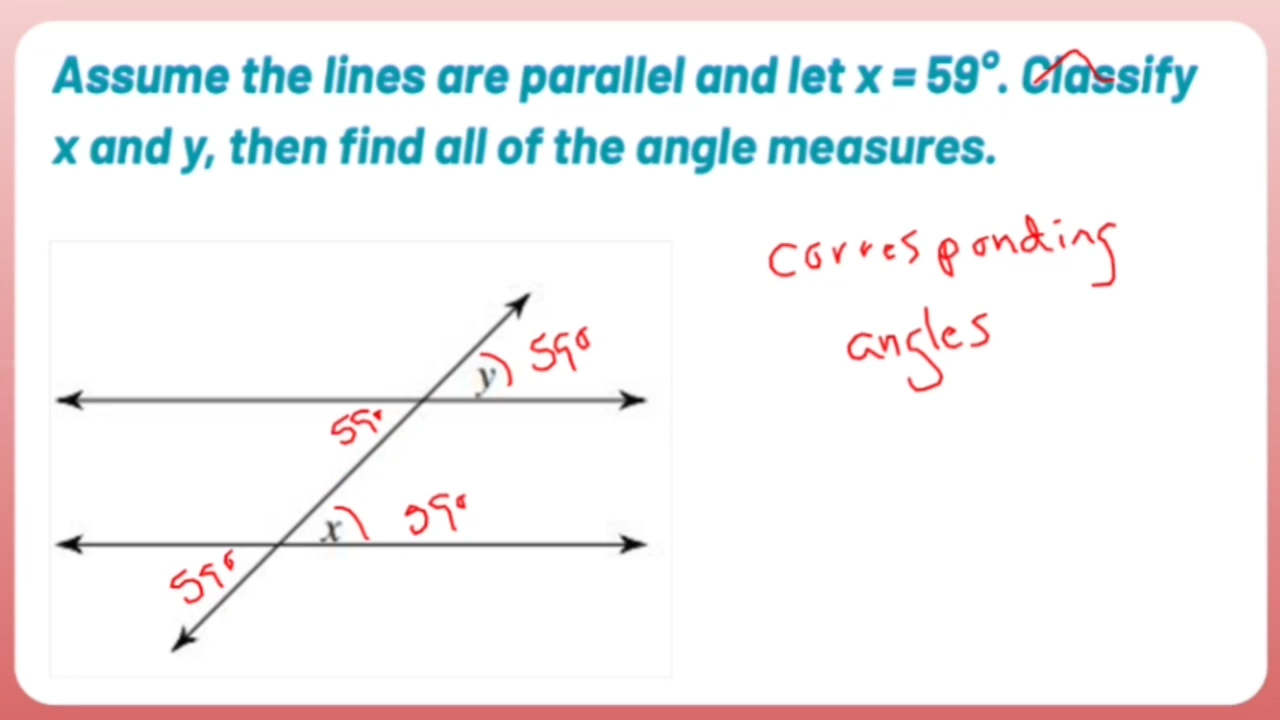 Assume the lines are parallel and let x = 59°. Classify
x and y, then find all of the angle measures.
corresponding
angles
y 59°
59°
x 59°
59°